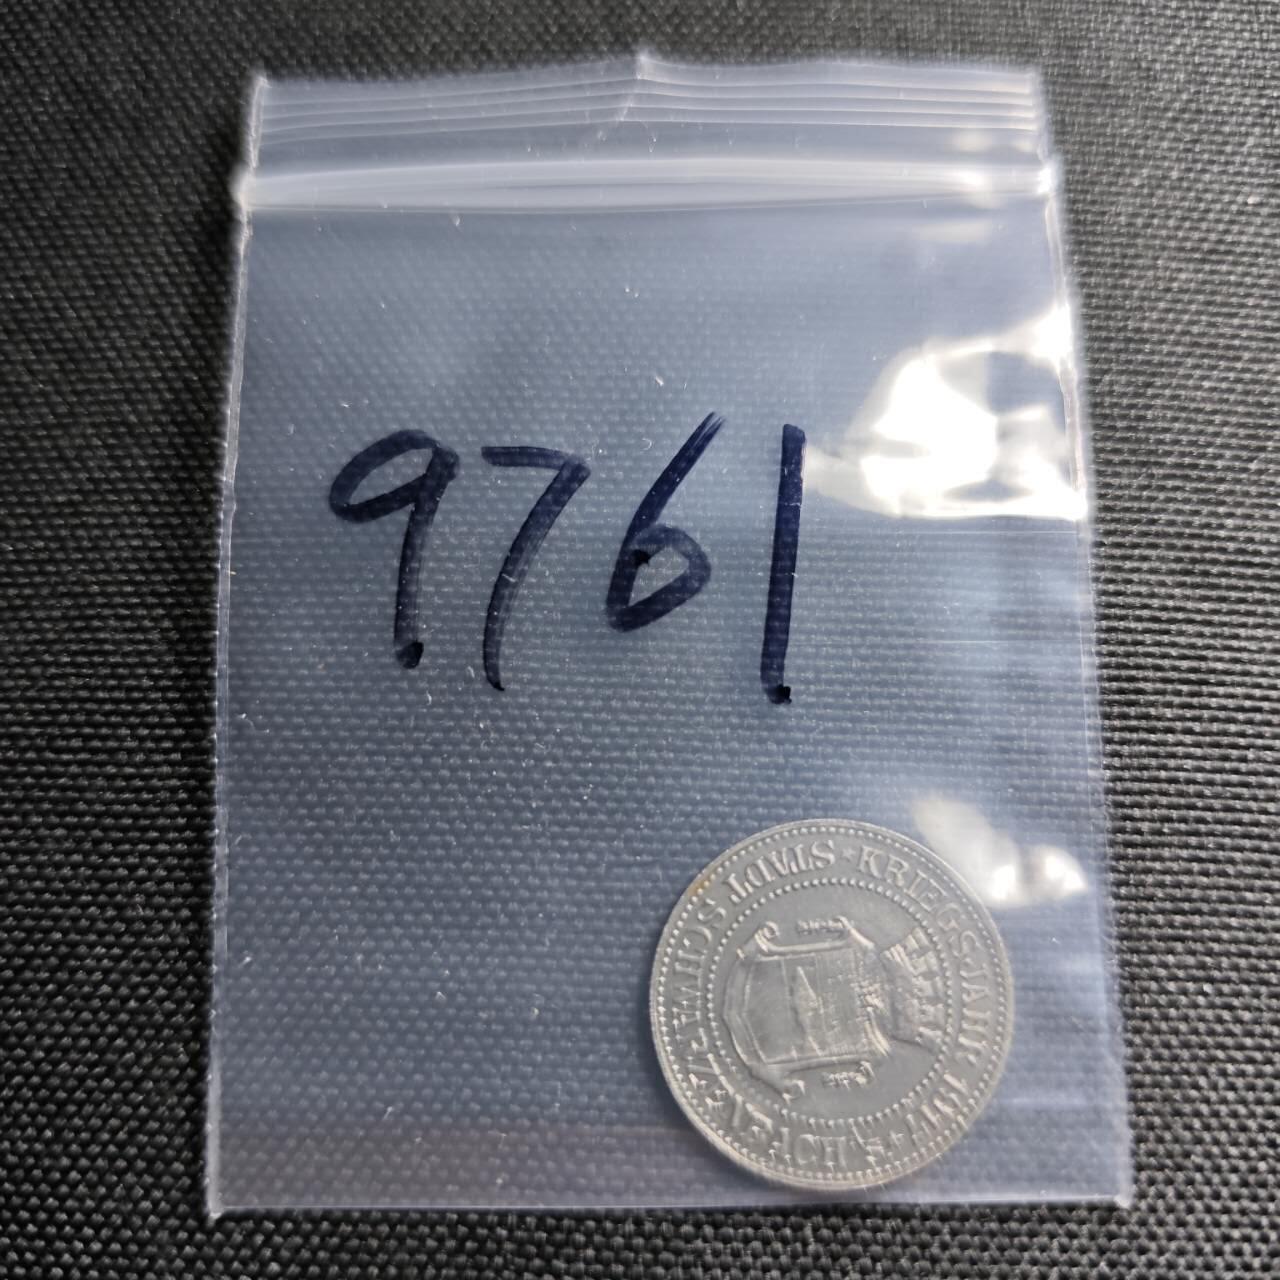 9761
STADT SCHWARZENBACH
KRIEGSJAHR 1917